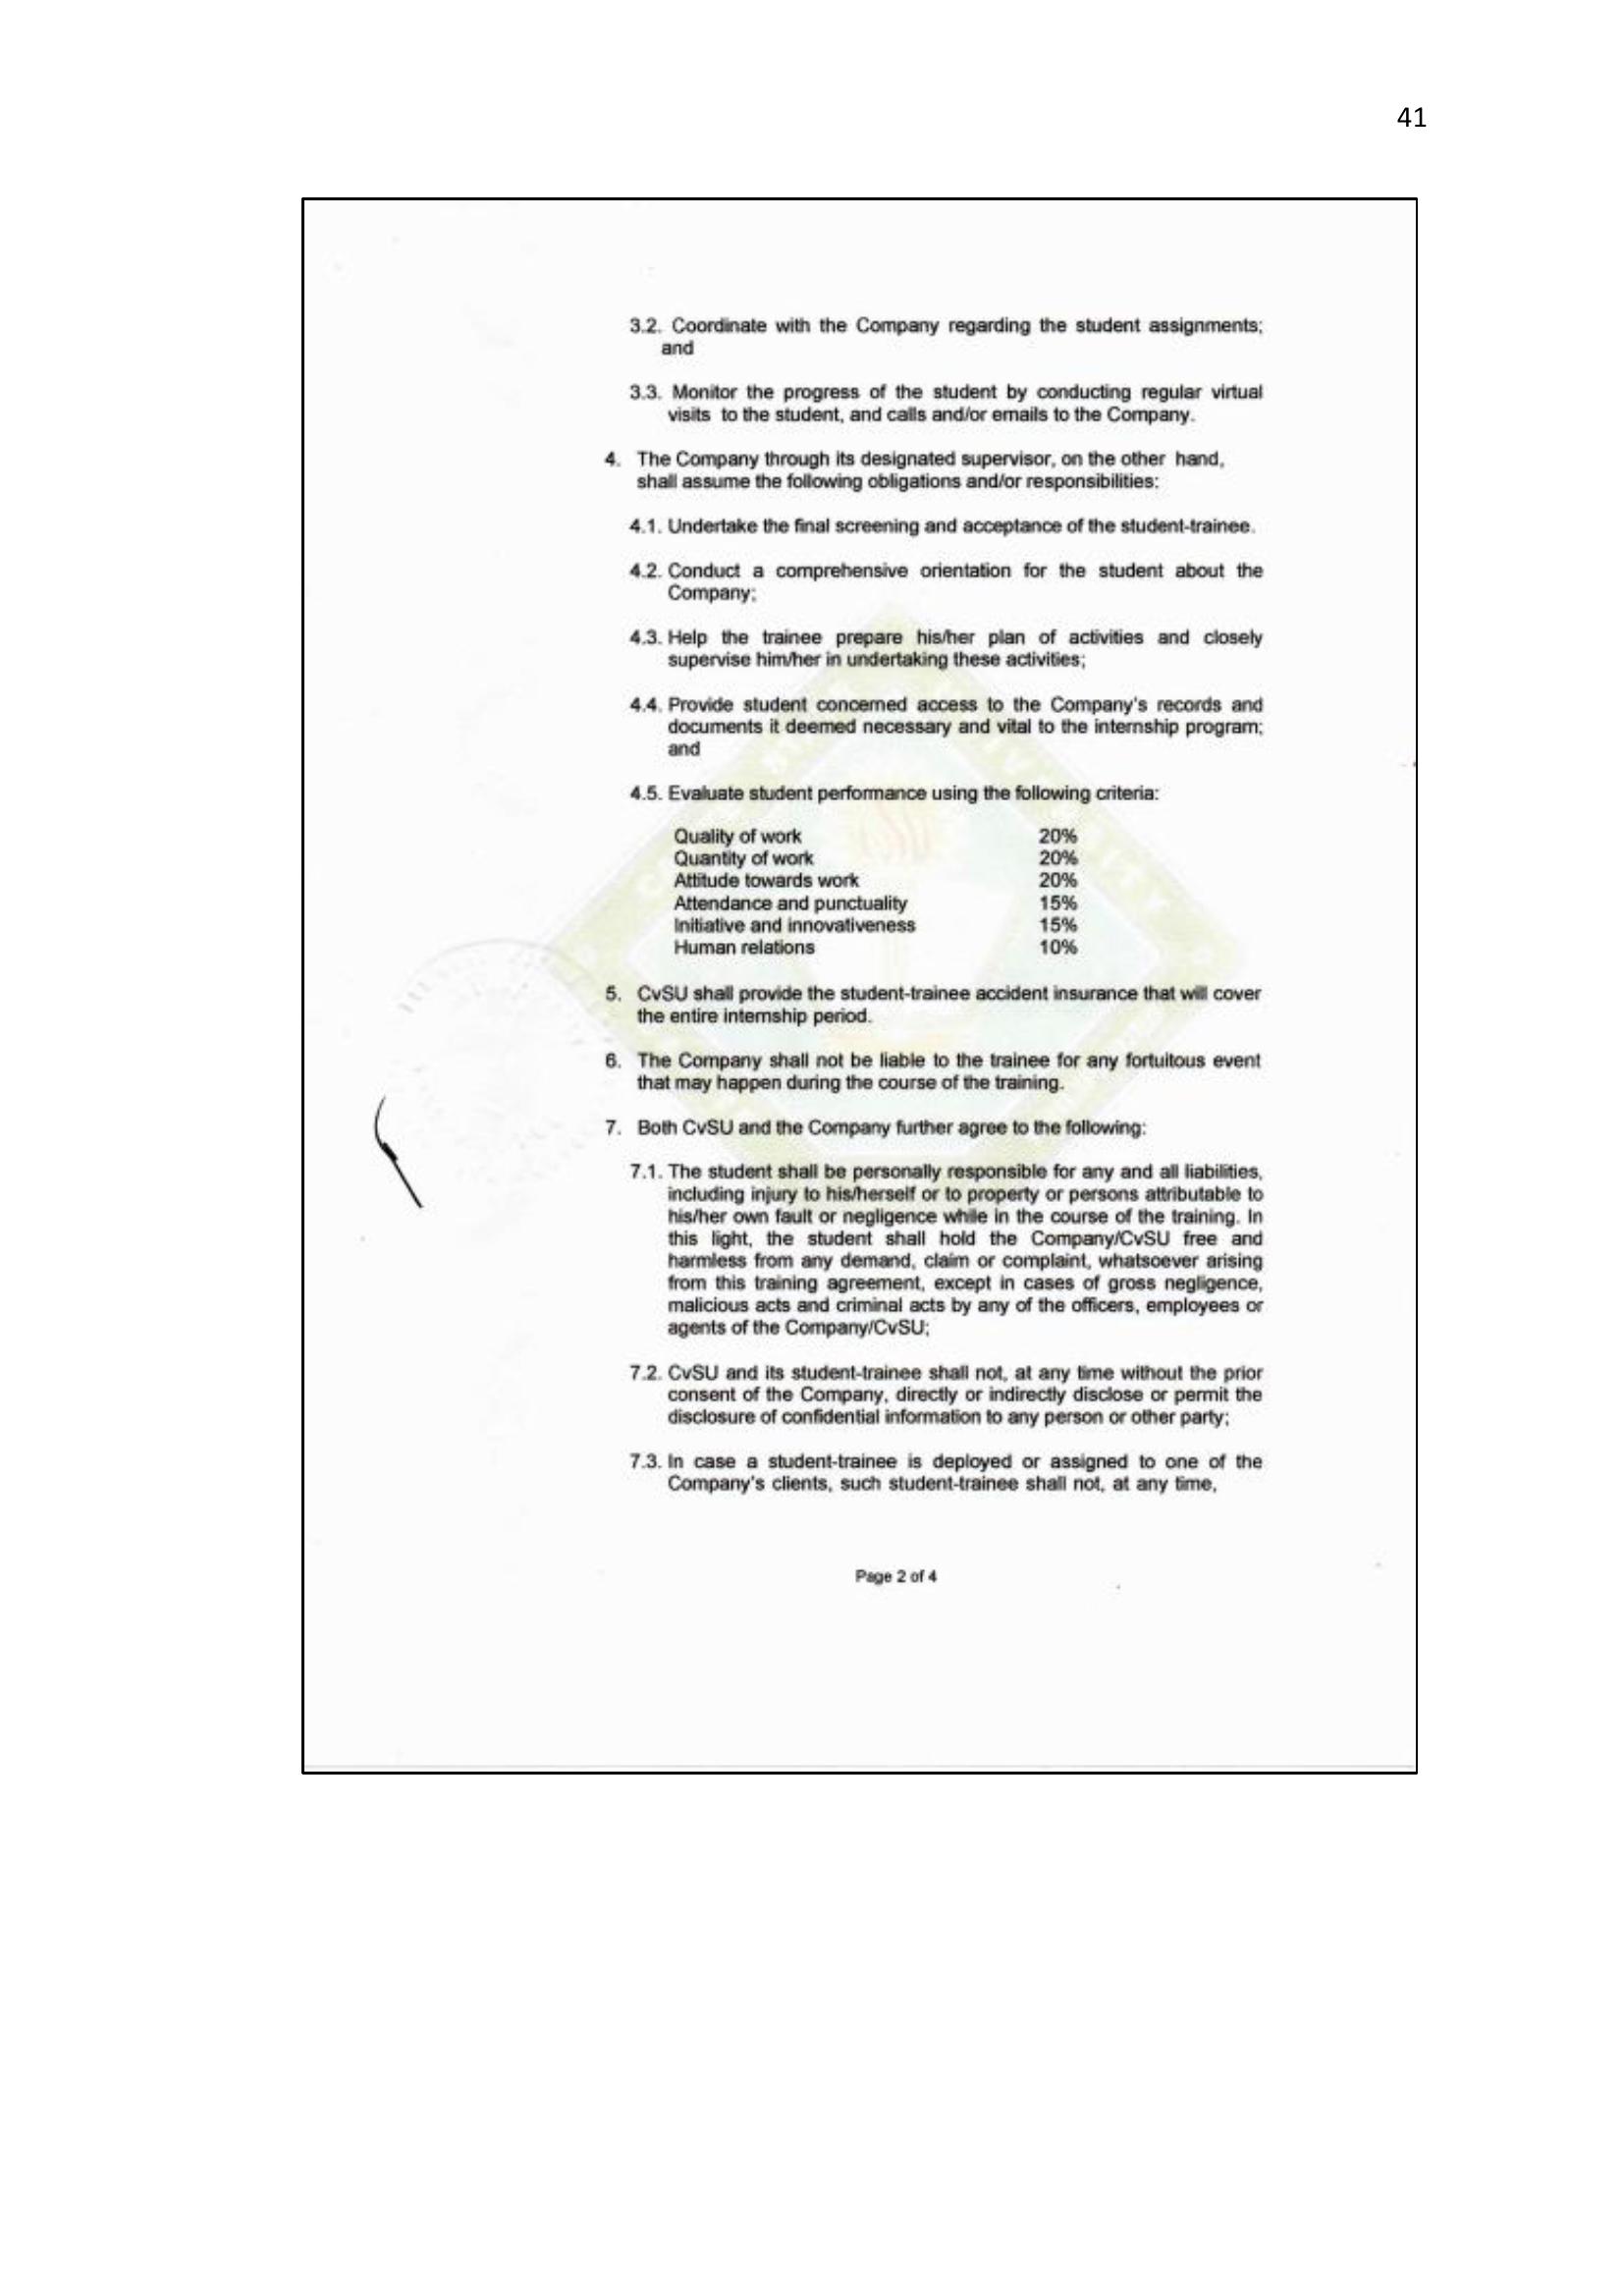 41
3.2. Coordinate with the Company regarding the student assignments;
and
3.3. Monitor the progress of the student by conducting regular virtual
visits to the student, and calls and/or emails to the Company.
4. The Company through its designated supervisor, on the other hand,
shall assume the following obligations and/or responsibilities:
4.1. Undertake the final screening and acceptance of the student-trainee.
4.2. Conduct a comprehensive orientation for the student about the
Company;
4.3. Help the trainee prepare his/her plan of activities and closely
supervise him/her in undertaking these activities;
4.4. Provide student concerned access to the Company's records and
documents it deemed necessary and vital to the internship program;
and
4.5. Evaluate student performance using the following criteria:
Quality of work 20%
Quantity of work 20%
Attitude towards work 20%
Attendance and punctuality 15%
Initiative and innovativeness 15%
Human relations 10%
5. CvSU shall provide the student-trainee accident insurance that will cover
the entire internship period.
6. The Company shall not be liable to the trainee for any fortuitous event
that may happen during the course of the training.
7. Both CvSU and the Company further agree to the following:
7.1. The student shall be personally responsible for any and all liabilities,
including injury to his/herself or to property or persons attributable to
his/her own fault or negligence while in the course of the training. In
this light, the student shall hold the Company/CvSU free and
harmless from any demand, claim or complaint, whatsoever arising
from this training agreement, except in cases of gross negligence,
malicious acts and criminal acts by any of the officers, employees or
agents of the Company/CvSU;
7.2. CvSU and its student-trainee shall not, at any time without the prior
consent of the Company, directly or indirectly disclose or permit the
disclosure of confidential information to any person or other party;
7.3. In case a student-trainee is deployed or assigned to one of the
Company's clients, such student-trainee shall not, at any time,
Page 2 of 4